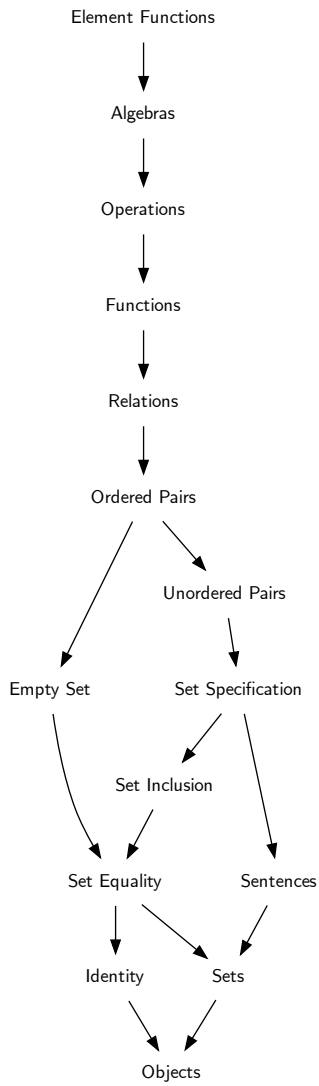 Element Functions
Algebras
Operations
Functions
Relations
Ordered Pairs
Unordered Pairs
Empty Set
Set Specification
Set Inclusion
Set Equality
Sentences
Identity
Sets
Objects